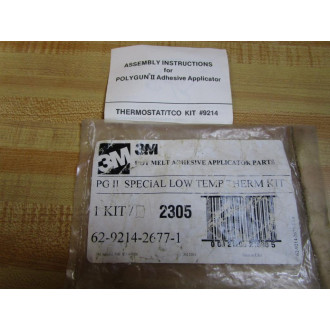 ASSEMBLY INSTRUCTIONS
for
POLYGUN II Adhesive Applicator
THERMOSTAT/TCO KIT #9214
3M 3M
HOT MELT ADHESIVE APPLICATOR PARTS
PG II SPECIAL LOW TEMP THERM KIT
1 KIT / 2305
62-9214-2677-1